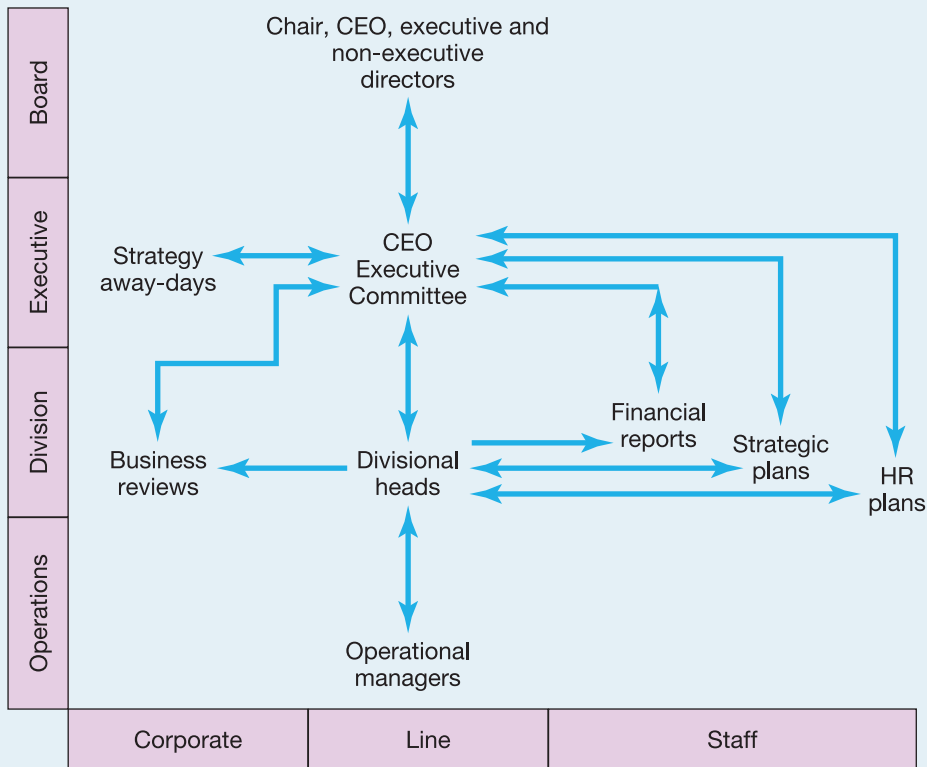 Board
Chair, CEO, executive and
non-executive
directors
Executive
Strategy
away-days
CEO
Executive
Committee
Division
Business
reviews
Divisional
heads
Financial
reports
Strategic
plans
HR
plans
Operations
Operational
managers
Corporate
Line
Staff